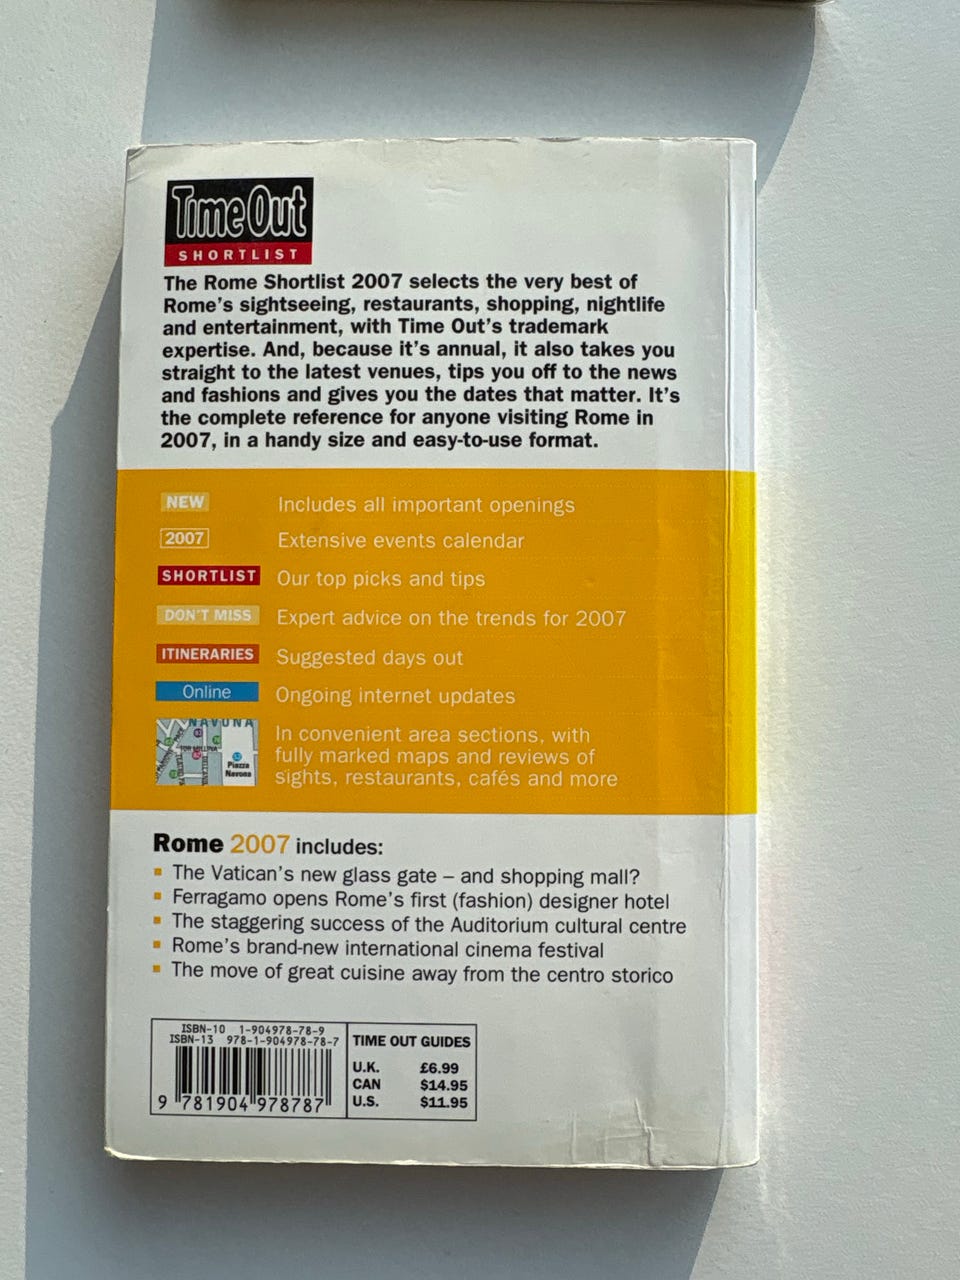 Time Out
SHORTLIST
The Rome Shortlist 2007 selects the very best of
Rome's sightseeing, restaurants, shopping, nightlife
and entertainment, with Time Out's trademark
expertise. And, because it's annual, it also takes you
straight to the latest venues, tips you off to the news
and fashions and gives you the dates that matter. It's
the complete reference for anyone visiting Rome in
2007, in a handy size and easy-to-use format.
NEW Includes all important openings
2007 Extensive events calendar
SHORTLIST Our top picks and tips
DON'T MISS Expert advice on the trends for 2007
ITINERARIES Suggested days out
Online Ongoing internet updates
NAVONA
TOR MILLINA
Piazza
Navona
In convenient area sections, with
fully marked maps and reviews of
sights, restaurants, cafés and more
Rome 2007 includes:
▪ The Vatican's new glass gate – and shopping mall?
▪ Ferragamo opens Rome's first (fashion) designer hotel
▪ The staggering success of the Auditorium cultural centre
▪ Rome's brand-new international cinema festival
▪ The move of great cuisine away from the centro storico
ISBN-10 1-904978-78-9
ISBN-13 978-1-904978-78-7
9 781904 978787
TIME OUT GUIDES
U.K. £6.99
CAN $14.95
U.S. $11.95